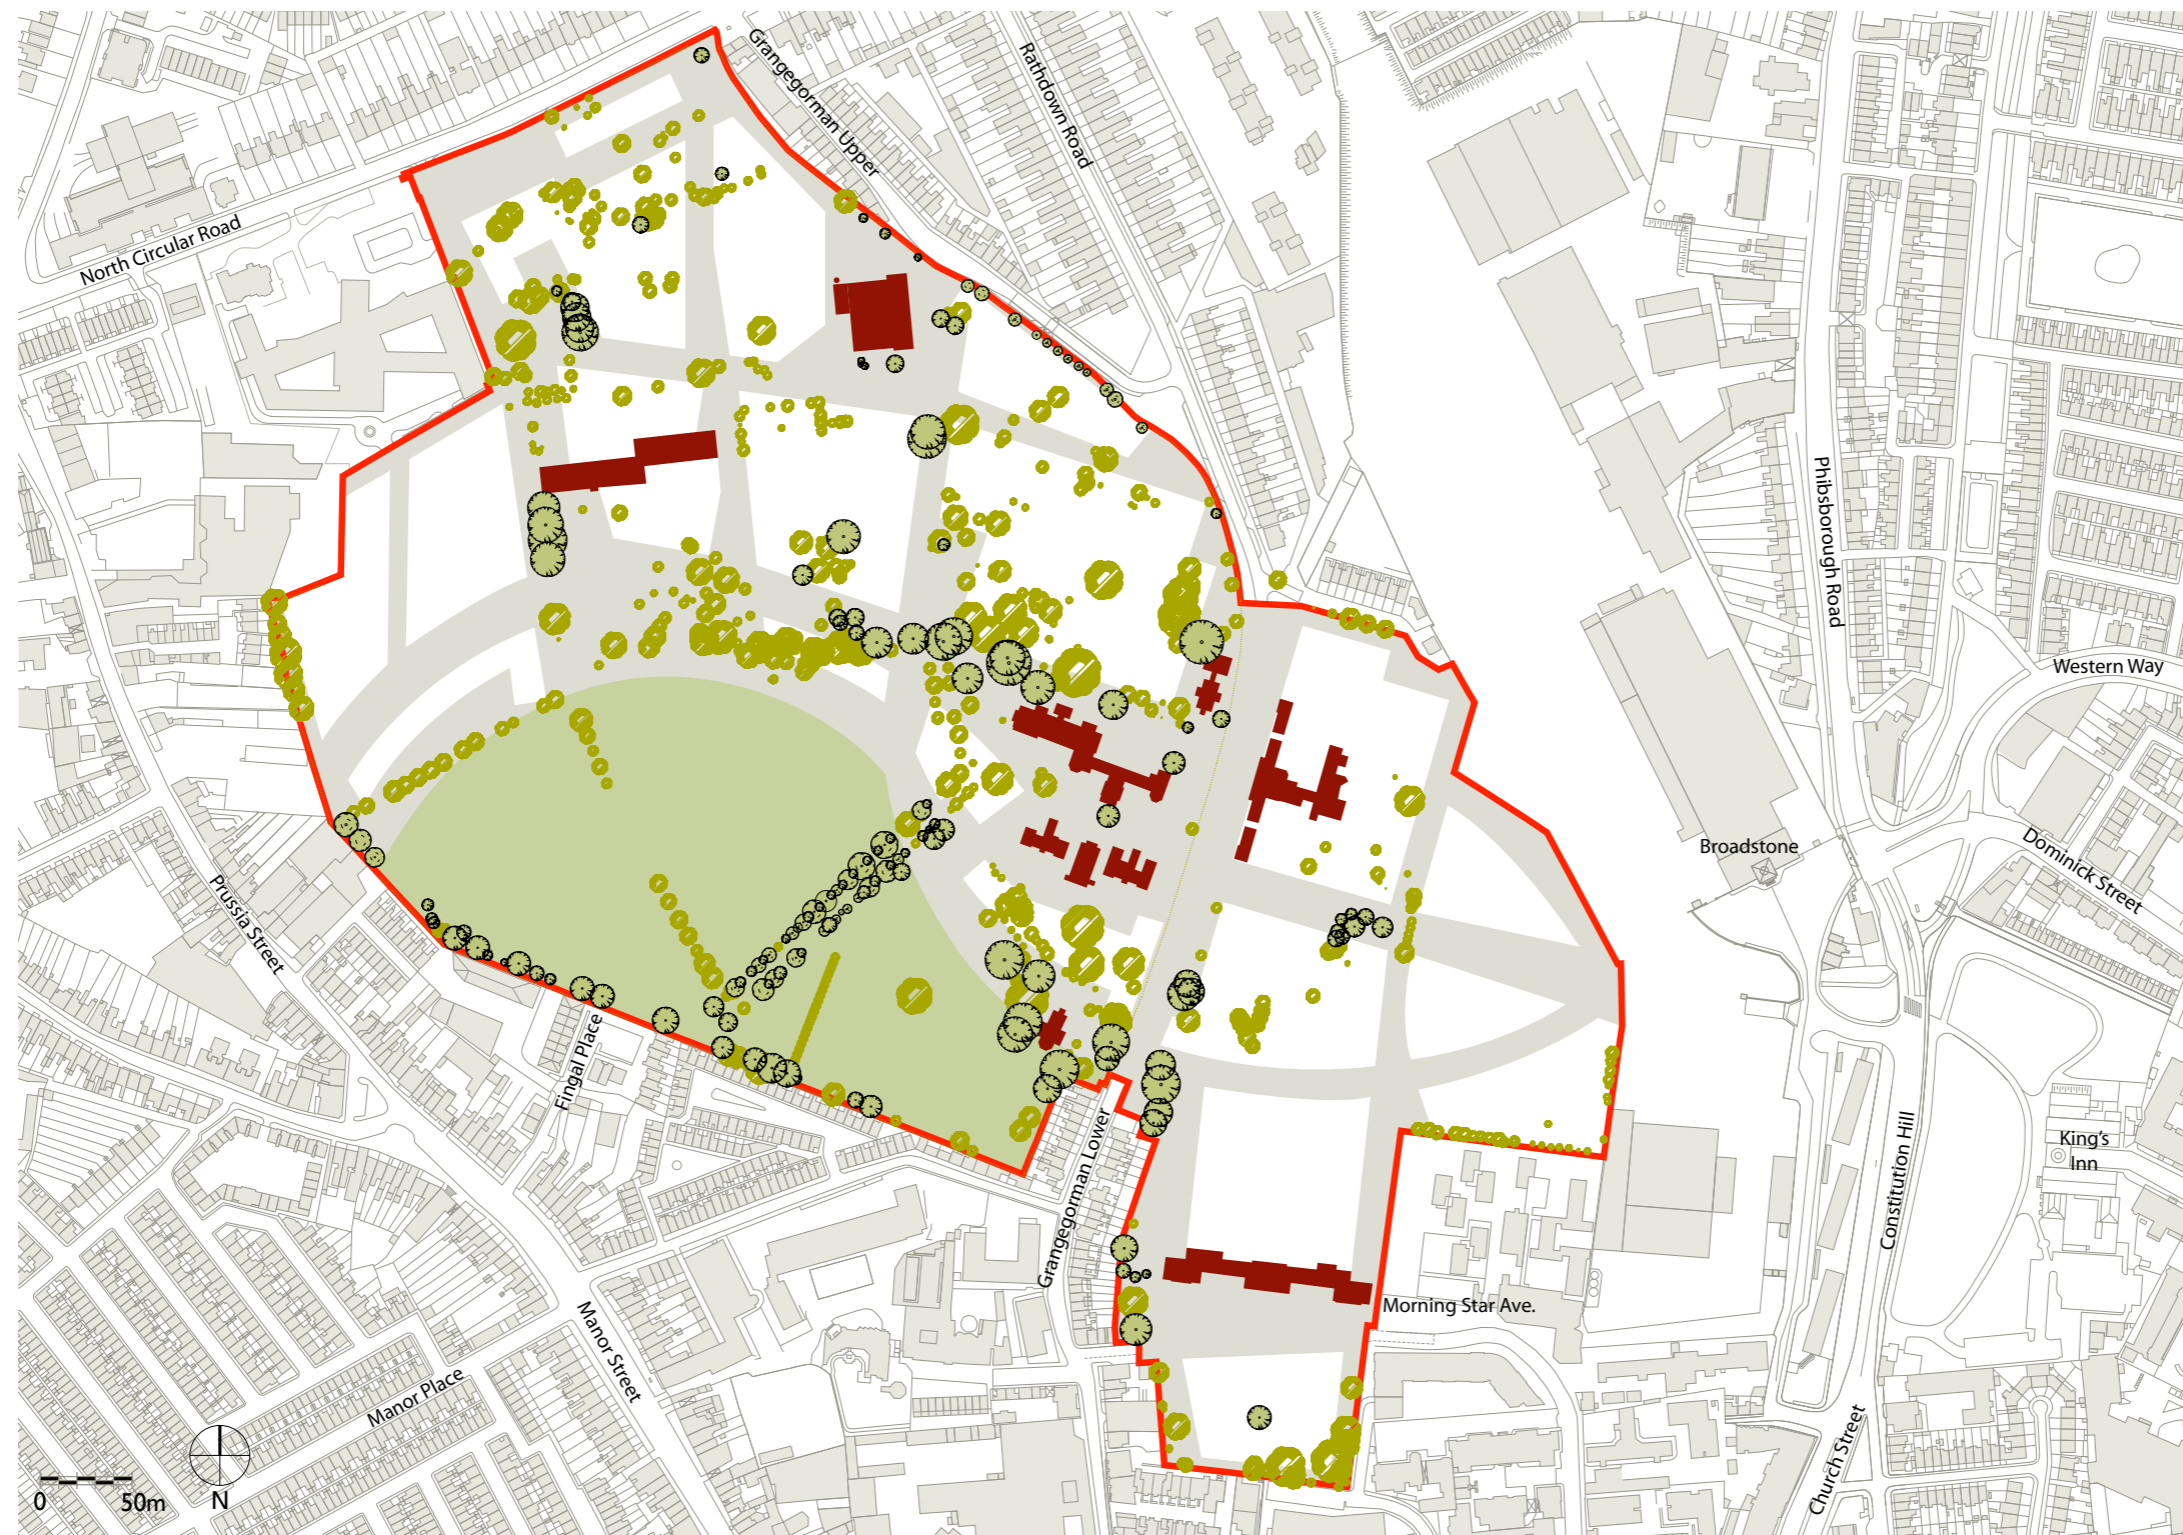 Grangegorman Upper
Rathdown Road
North Circular Road
Phibsborough Road
Western Way
Broadstone
Dominick Street
Prussia Street
Fingal Place
Grangegorman Lower
Constitution Hill
King's
Inn
Morning Star Ave.
Manor Street
Manor Place
Church Street
0
50m
N